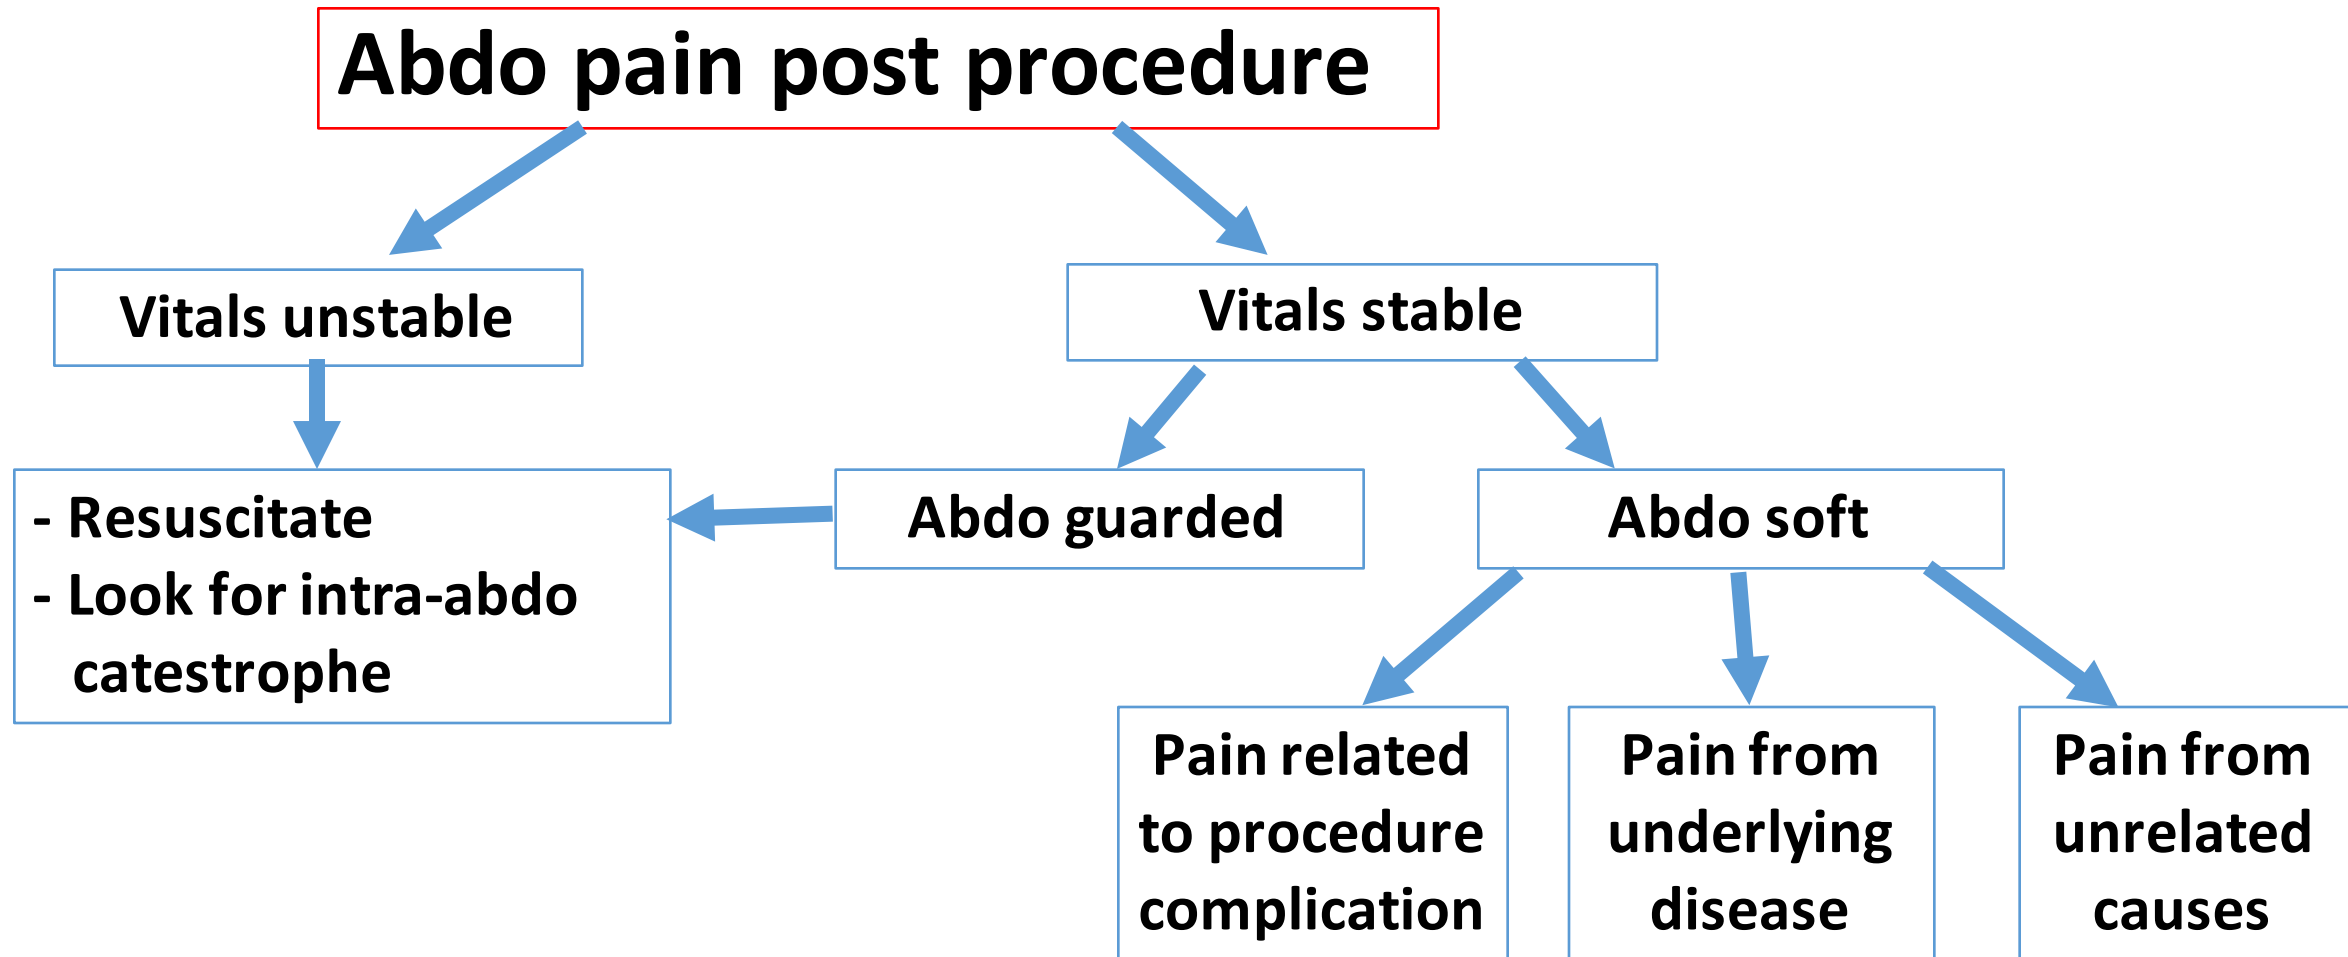 Abdo pain post procedure
Vitals unstable
Vitals stable
- Resuscitate
- Look for intra-abdo
catestrophe
Abdo guarded
Abdo soft
Pain related
to procedure
complication
Pain from
underlying
disease
Pain from
unrelated
causes